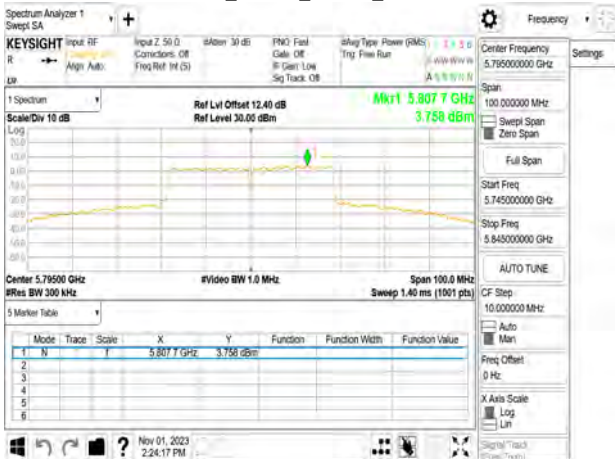 Spectrum Analyzer 1
Swept SA
Frequency
KEYSIGHT
R
Input: RF
Align: Auto
Input Z: 50 Ω
Corrections: Off
Freq Ref: Int (S)
#Atten: 30 dB
PNO: Fast
Gate: Off
IF Gain: Low
Sig Track: Off
#Avg Type: Power (RMS)
Trig: Free Run
Center Frequency
5.795000000 GHz
Settings
Span
100.000000 MHz
Swept Span
Zero Span
Full Span
Start Freq
5.745000000 GHz
Stop Freq
5.845000000 GHz
AUTO TUNE
CF Step
10.000000 MHz
Auto
Man
Freq Offset
0 Hz
X Axis Scale
Log
Lin
Signal Track
1 Spectrum
Scale/Div 10 dB
Log
Ref Lvl Offset 12.40 dB
Ref Level 30.00 dBm
Mkr1 5.807 7 GHz
3.758 dBm
Center 5.79500 GHz
#Res BW 300 kHz
#Video BW 1.0 MHz
Span 100.0 MHz
Sweep 1.40 ms (1001 pts)
5 Marker Table
Mode Trace Scale X Y Function Function Width Function Value
1 N f 5.807 7 GHz 3.758 dBm
2
3
4
5
6
Nov 01, 2023
2:24:17 PM